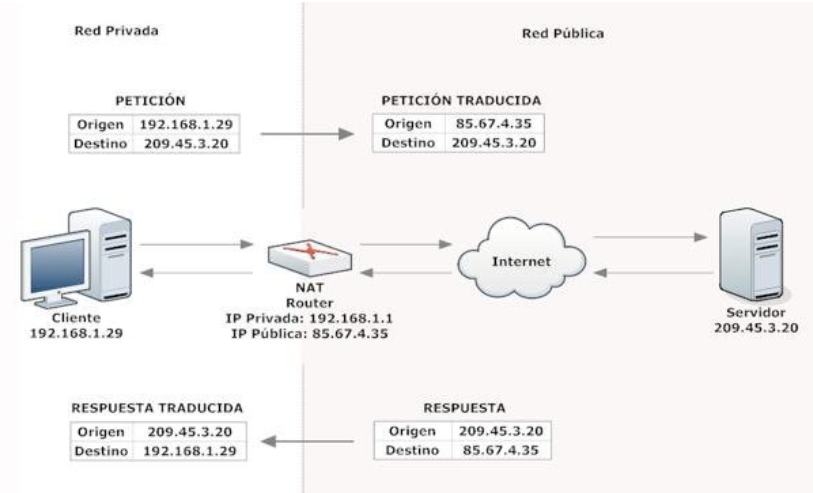 Red Privada
Red Pública
PETICIÓN
Origen 192.168.1.29
Destino 209.45.3.20
PETICIÓN TRADUCIDA
Origen 85.67.4.35
Destino 209.45.3.20
Cliente
192.168.1.29
NAT
Router
IP Privada: 192.168.1.1
IP Pública: 85.67.4.35
Internet
Servidor
209.45.3.20
RESPUESTA TRADUCIDA
Origen 209.45.3.20
Destino 192.168.1.29
RESPUESTA
Origen 209.45.3.20
Destino 85.67.4.35